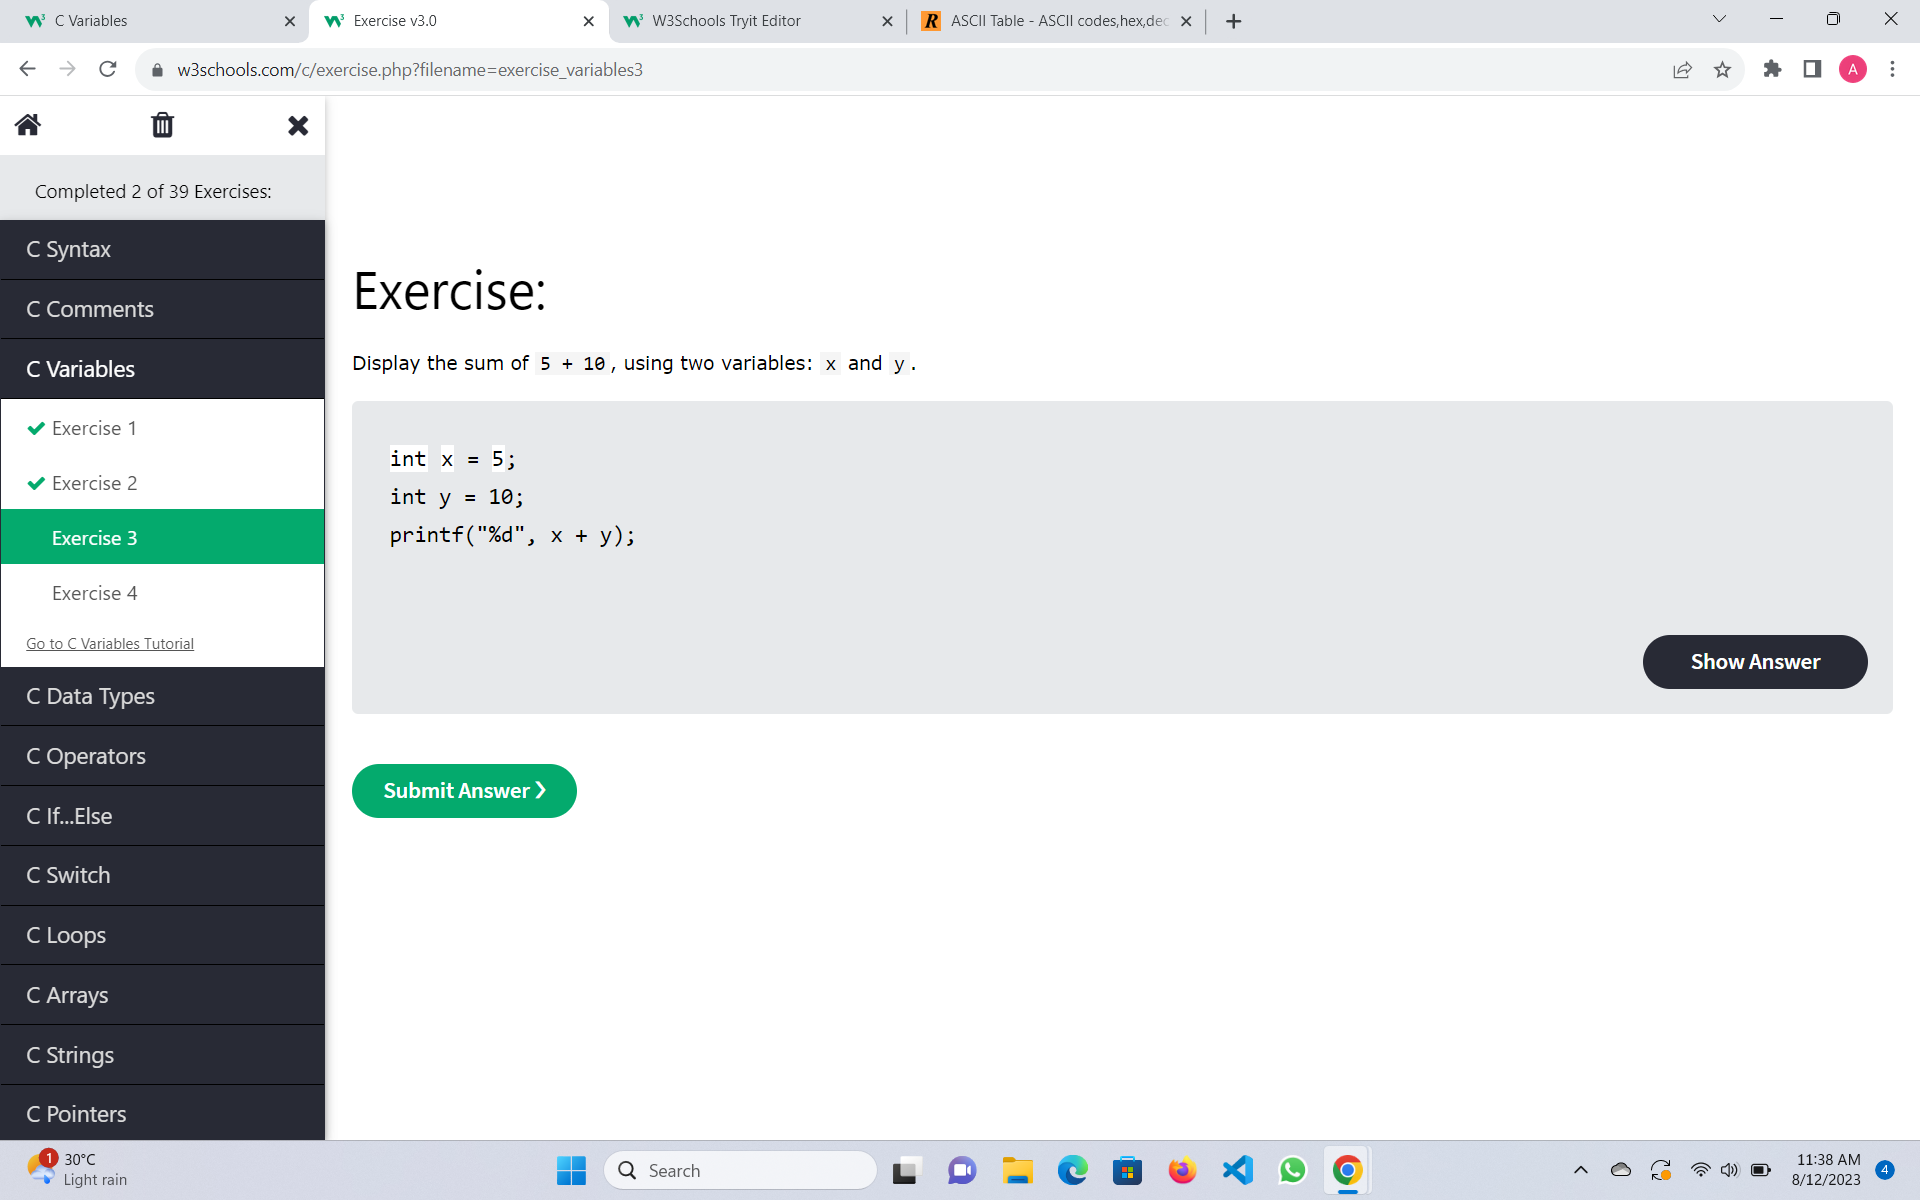 C Variables
Exercise v3.0
W3Schools Tryit Editor
ASCII Table - ASCII codes,hex,dec
w3schools.com/c/exercise.php?filename=exercise_variables3
A
Completed 2 of 39 Exercises:
C Syntax
C Comments
C Variables
Exercise 1
Exercise 2
Exercise 3
Exercise 4
Go to C Variables Tutorial
C Data Types
C Operators
C If...Else
C Switch
C Loops
C Arrays
C Strings
C Pointers
Exercise:
Display the sum of 5 + 10, using two variables: x and y.
int x = 5;
int y = 10;
printf("%d", x + y);
Show Answer
Submit Answer ❯
1
30°C
Light rain
Search
11:38 AM
8/12/2023
4